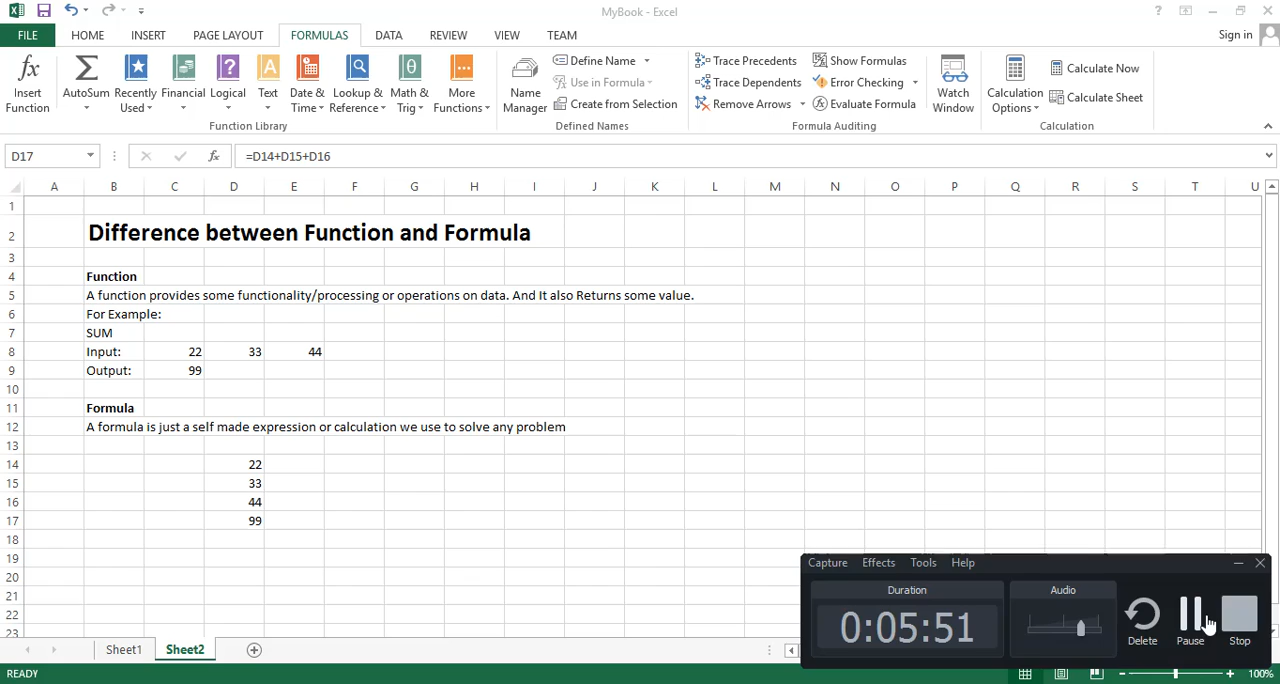 MyBook - Excel
?
FILE HOME INSERT PAGE LAYOUT FORMULAS DATA REVIEW VIEW TEAM Sign in
fx Σ ? A θ
Insert Function
AutoSum
Recently Used
Financial
Logical
Text
Date & Time
Lookup & Reference
Math & Trig
More Functions
Function Library
Name Manager
Define Name
Use in Formula
Create from Selection
Defined Names
Trace Precedents
Trace Dependents
Remove Arrows
Show Formulas
Error Checking
Evaluate Formula
Watch Window
Formula Auditing
Calculation Options
Calculate Now
Calculate Sheet
Calculation
D17 fx =D14+D15+D16
A B C D E F G H I J K L M N O P Q R S T U
1
2 Difference between Function and Formula
3
4 Function
5 A function provides some functionality/processing or operations on data. And It also Returns some value.
6 For Example:
7 SUM
8 Input: 22 33 44
9 Output: 99
10
11 Formula
12 A formula is just a self made expression or calculation we use to solve any problem
13
14 22
15 33
16 44
17 99
18
19
20
21
22
23
Capture Effects Tools Help
Duration
0:05:51
Audio
Delete
Pause
Stop
Sheet1 Sheet2
READY 100%